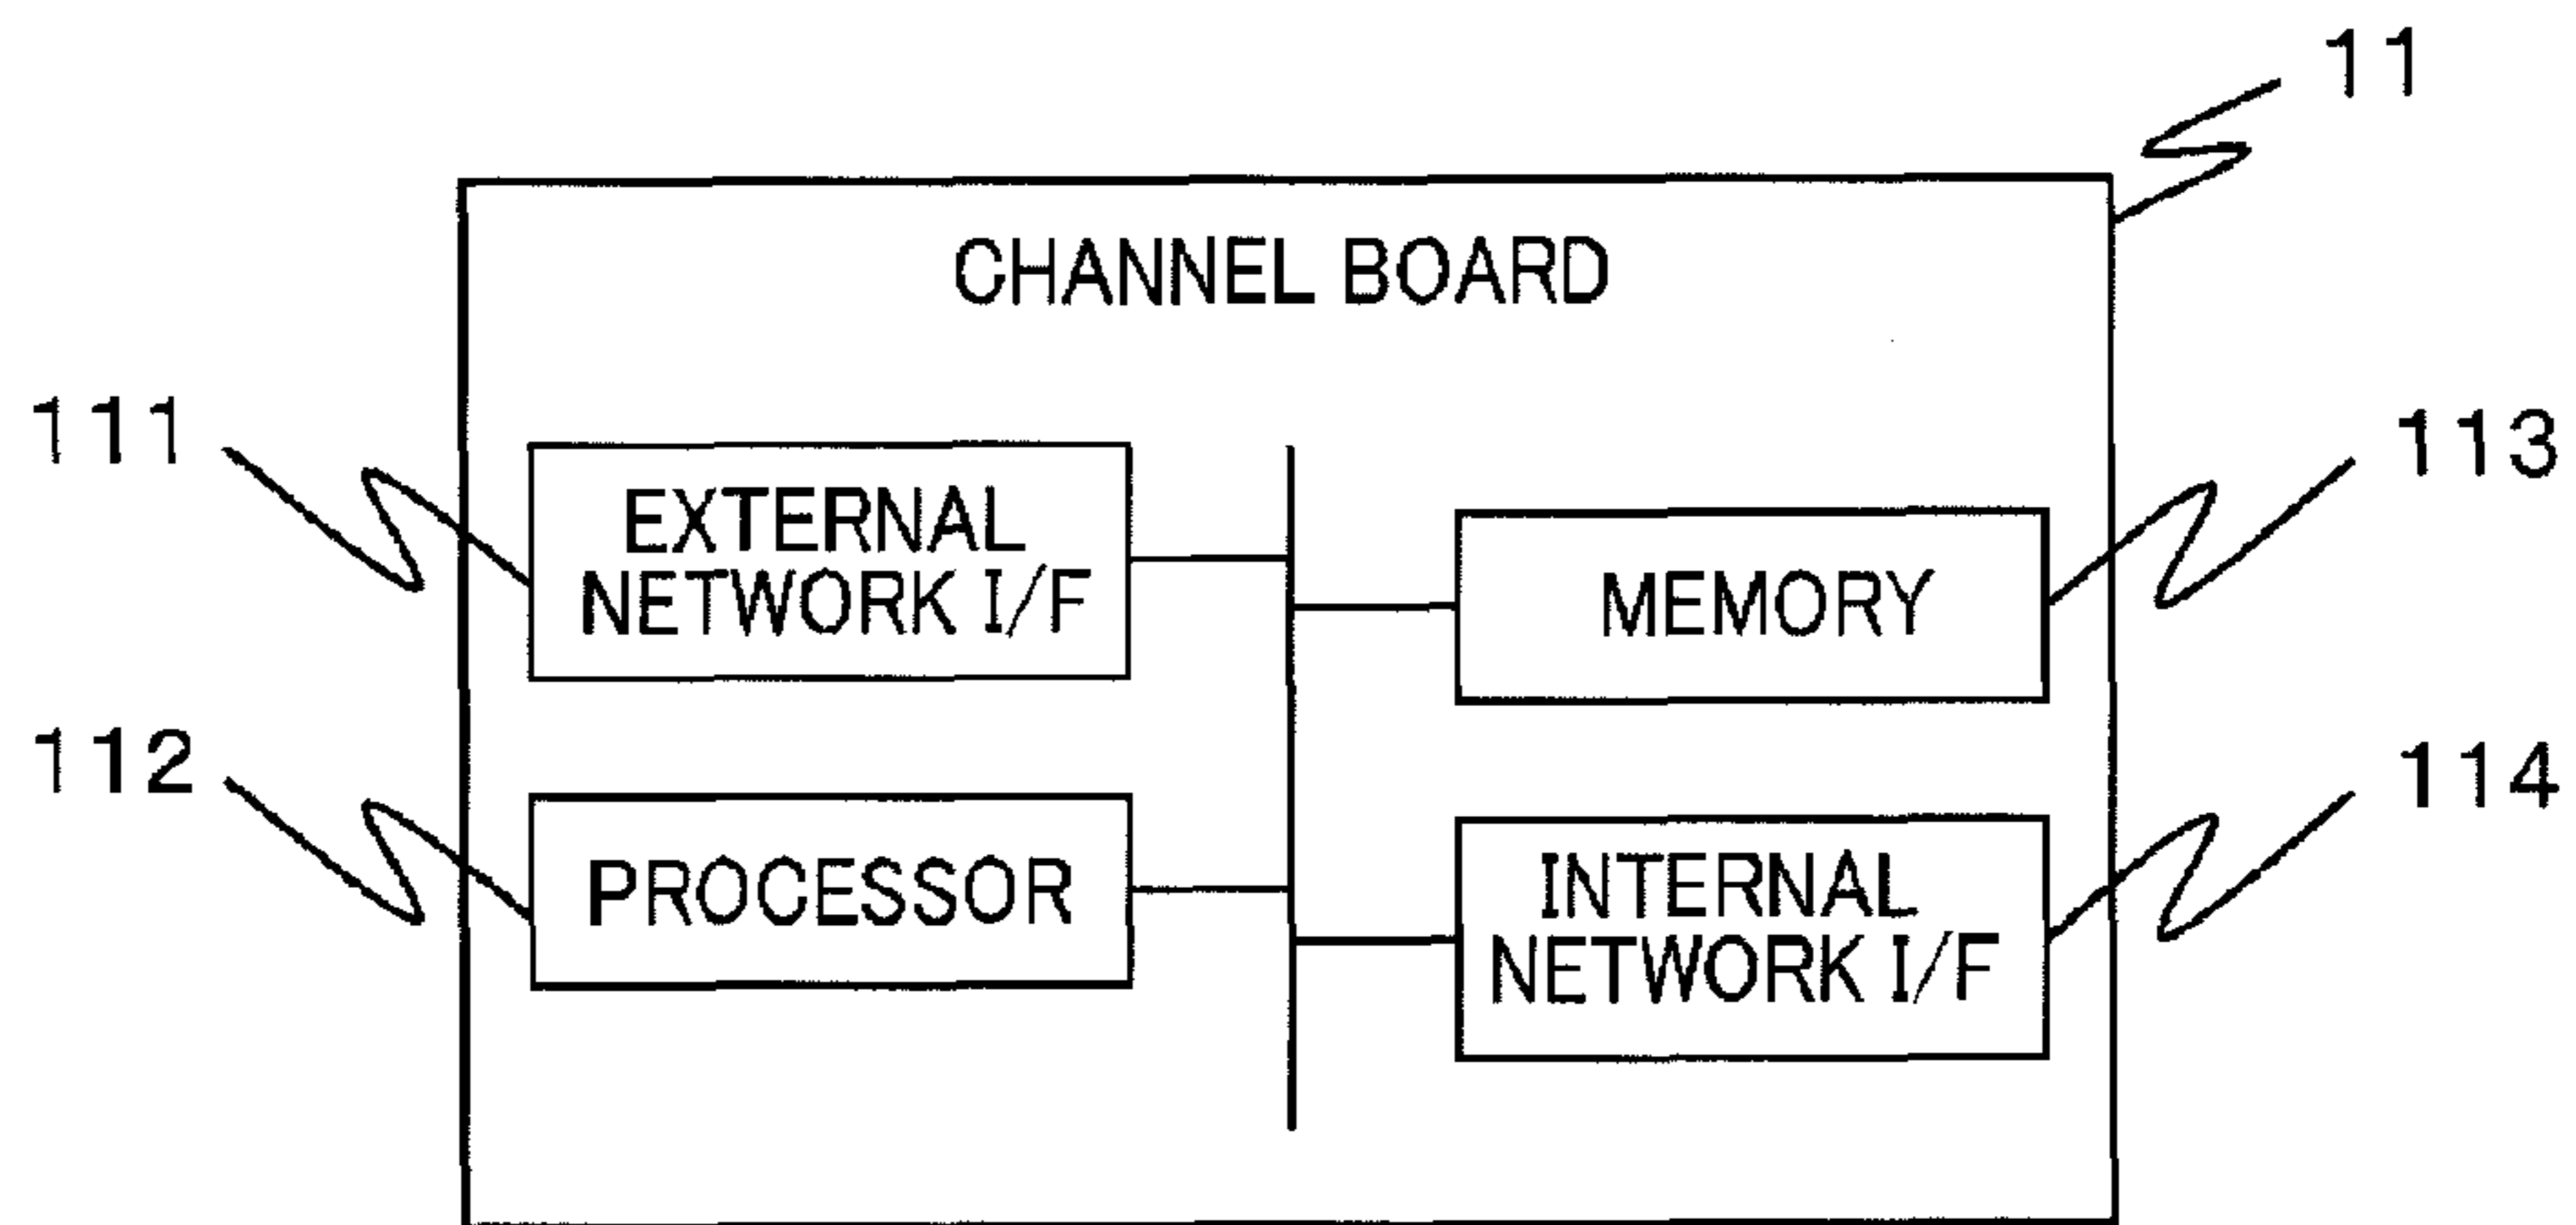 11
CHANNEL BOARD
111
EXTERNAL
NETWORK I/F
113
MEMORY
112
PROCESSOR
114
INTERNAL
NETWORK I/F